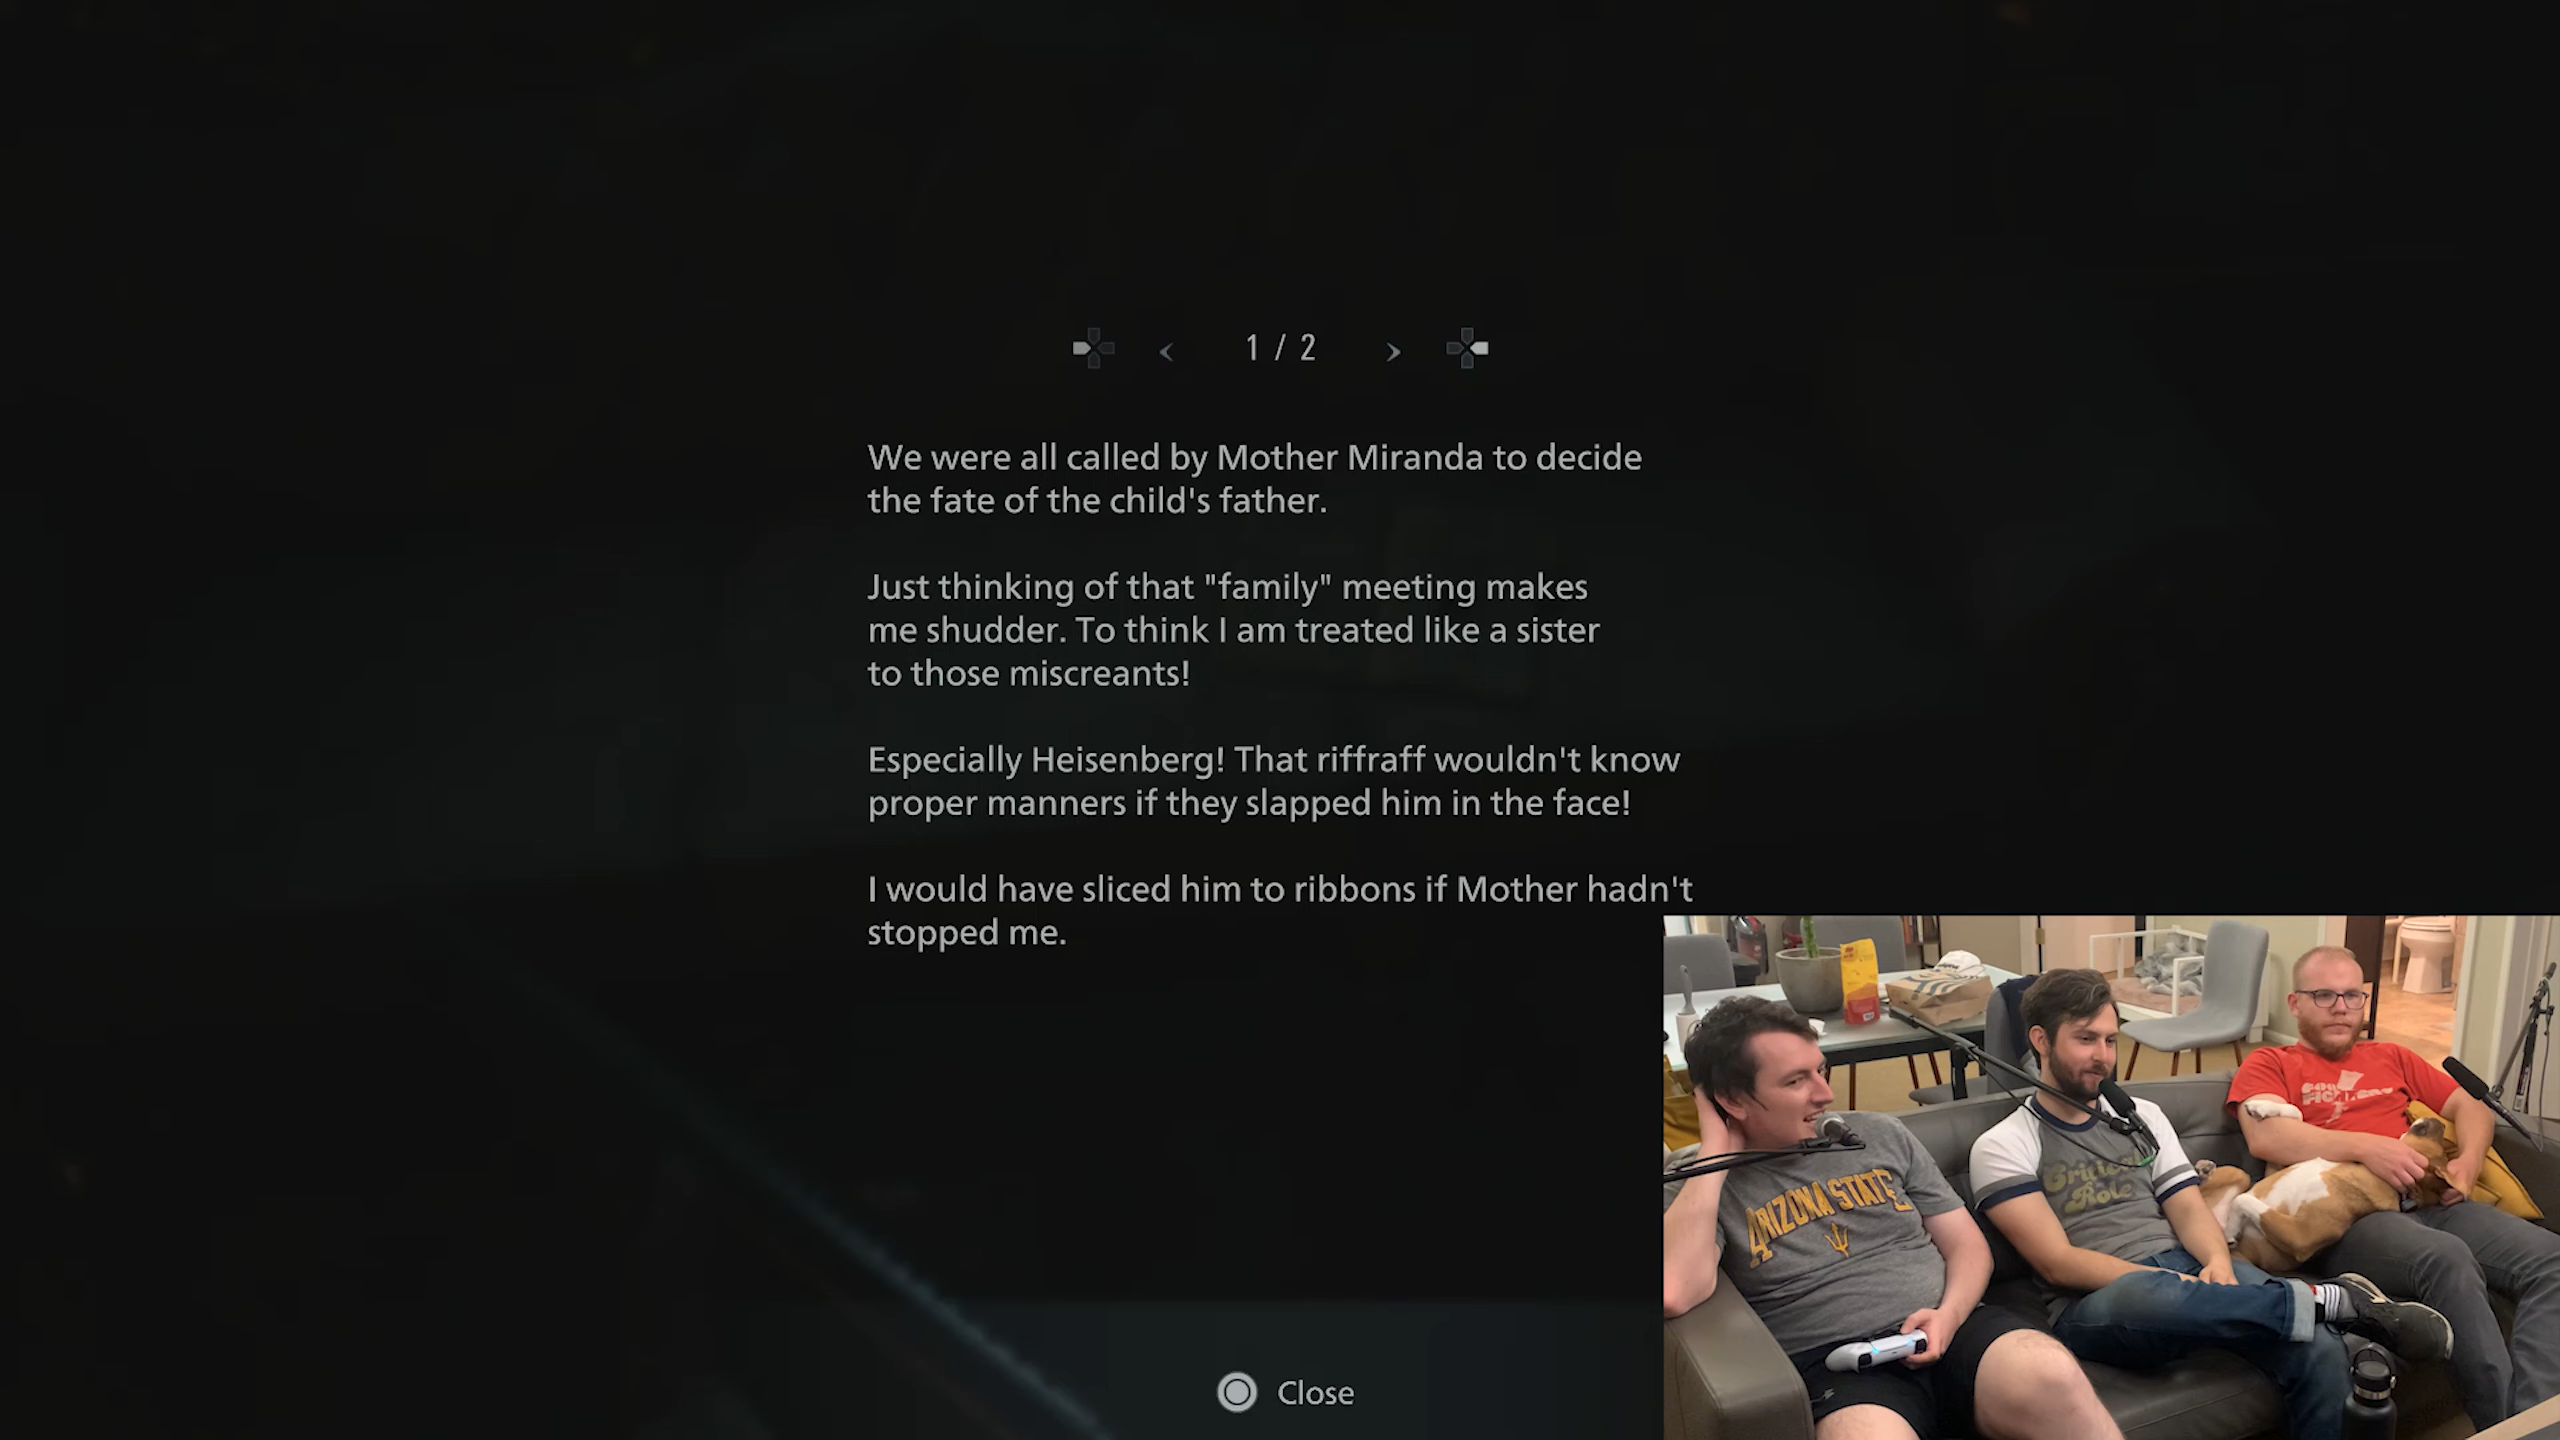 1 / 2
We were all called by Mother Miranda to decide
the fate of the child's father.
Just thinking of that "family" meeting makes
me shudder. To think I am treated like a sister
to those miscreants!
Especially Heisenberg! That riffraff wouldn't know
proper manners if they slapped him in the face!
I would have sliced him to ribbons if Mother hadn't
stopped me.
Close
ARIZONA STATE
Critical
Role